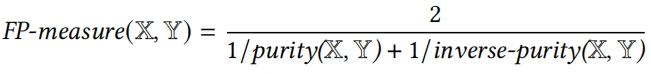 FP-measure(𝕏, 𝕐) = 2 / 1/purity(𝕏, 𝕐) + 1/inverse-purity(𝕏, 𝕐)